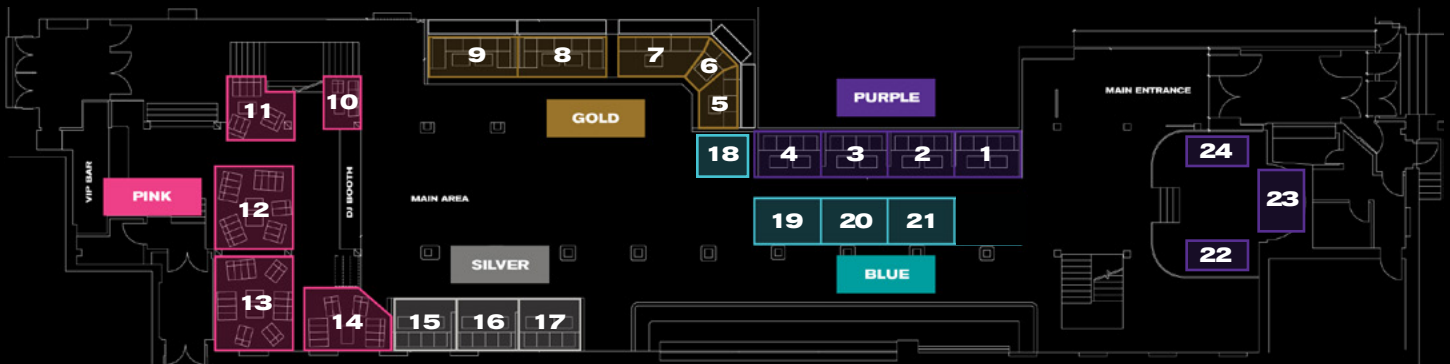 9
8
7
6
5
11
10
PURPLE
MAIN ENTRANCE
GOLD
18
4
3
2
1
24
23
22
VIP BAR
PINK
12
DJ BOOTH
MAIN AREA
19
20
21
SILVER
BLUE
13
14
15
16
17